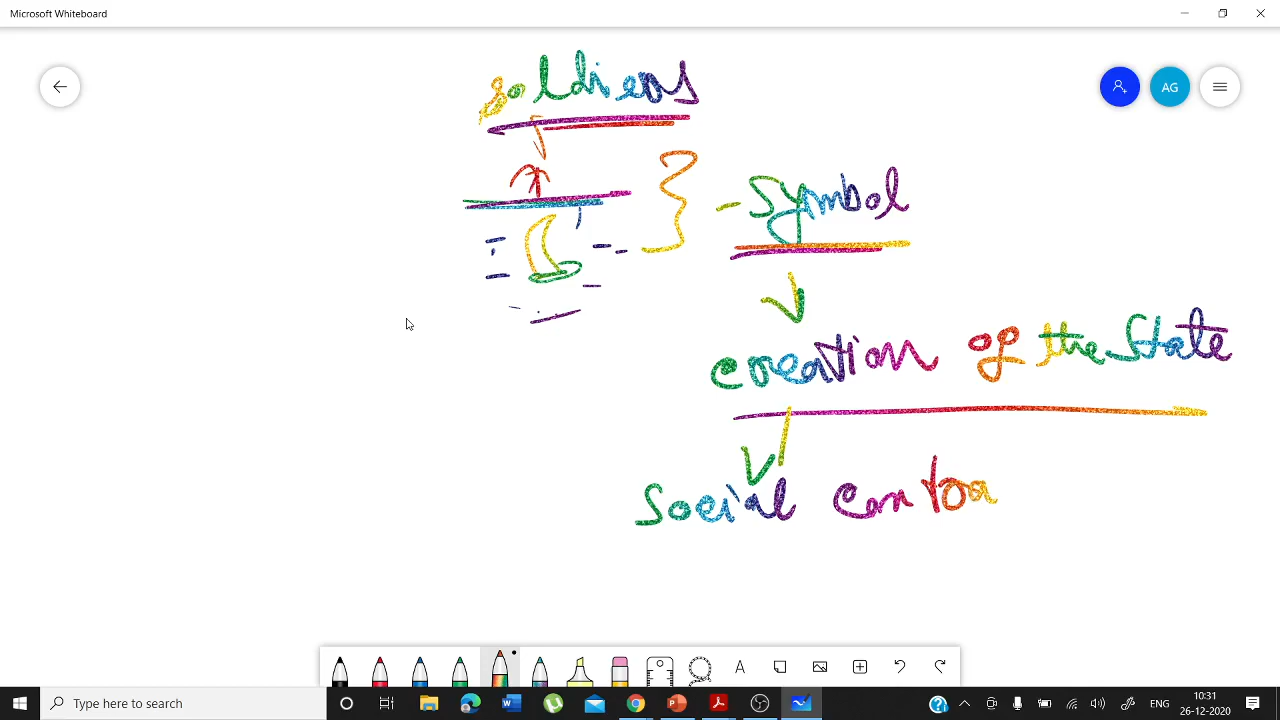 Microsoft Whiteboard
soldiers
AG
- Symbol
creation of the State
Social contra
A
Type here to search
ENG
10:31
26-12-2020